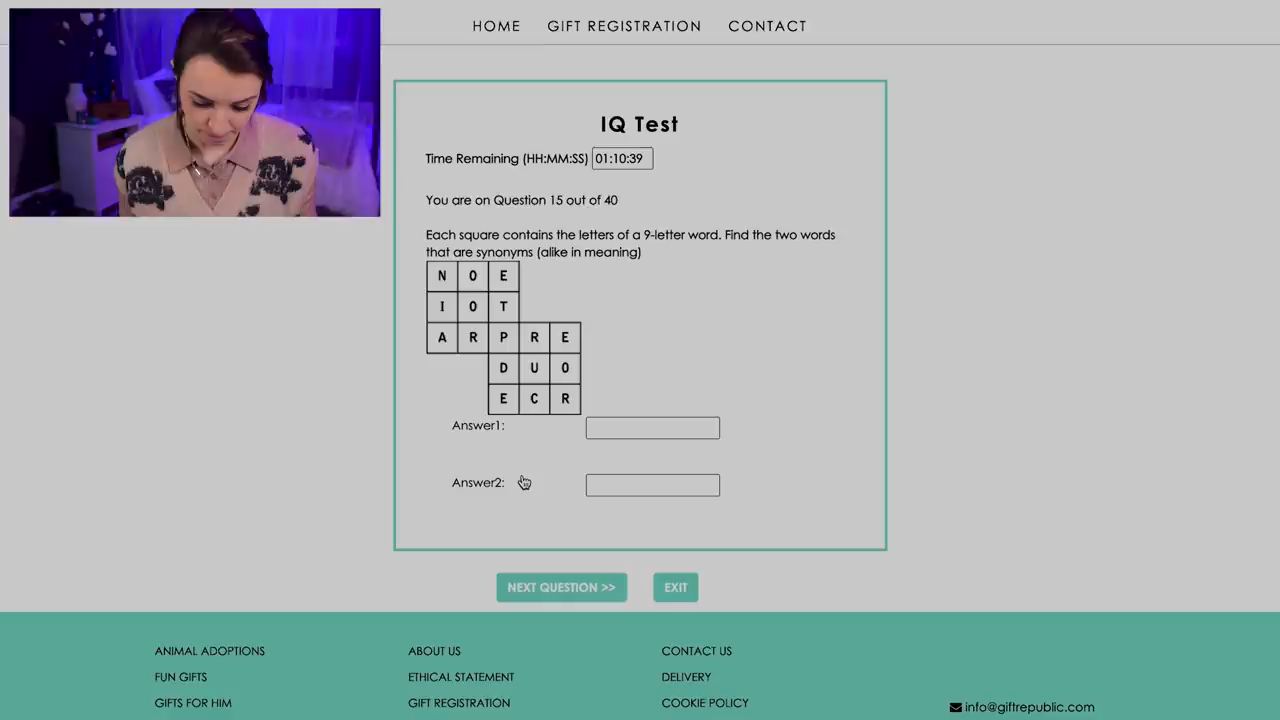 HOME GIFT REGISTRATION CONTACT
IQ Test
Time Remaining (HH:MM:SS) 01:10:39
You are on Question 15 out of 40
Each square contains the letters of a 9-letter word. Find the two words
that are synonyms (alike in meaning)
N O E
I O T
A R P R E
D U O
E C R
Answer1:
Answer2:
NEXT QUESTION >> EXIT
ANIMAL ADOPTIONS ABOUT US CONTACT US
FUN GIFTS ETHICAL STATEMENT DELIVERY
GIFTS FOR HIM GIFT REGISTRATION COOKIE POLICY info@giftrepublic.com